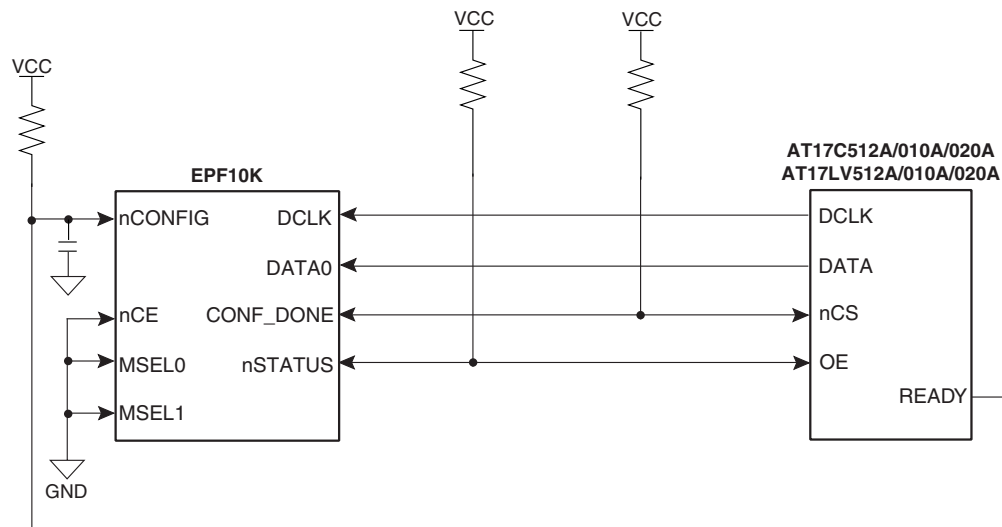 VCC
VCC
VCC
EPF10K
AT17C512A/010A/020A
AT17LV512A/010A/020A
nCONFIG
DCLK
DCLK
DATA0
DATA
nCE
CONF_DONE
nCS
MSEL0
nSTATUS
OE
READY
MSEL1
GND